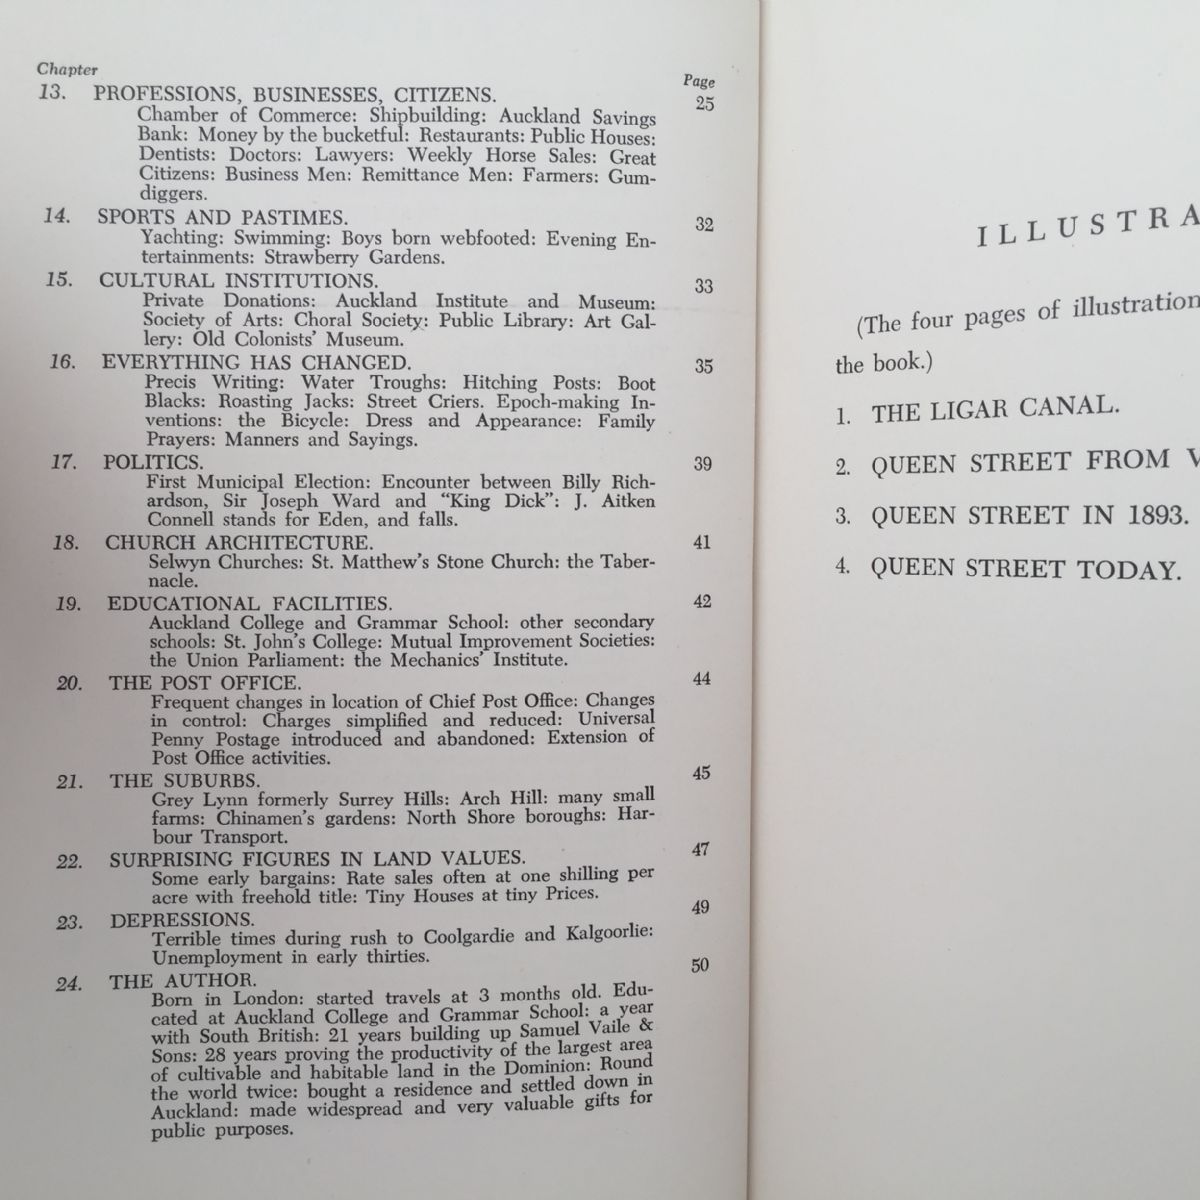 Chapter
Page
13. PROFESSIONS, BUSINESSES, CITIZENS. 25
Chamber of Commerce: Shipbuilding: Auckland Savings
Bank: Money by the bucketful: Restaurants: Public Houses:
Dentists: Doctors: Lawyers: Weekly Horse Sales: Great
Citizens: Business Men: Remittance Men: Farmers: Gum-
diggers.
14. SPORTS AND PASTIMES. 32
Yachting: Swimming: Boys born webfooted: Evening En-
tertainments: Strawberry Gardens.
15. CULTURAL INSTITUTIONS. 33
Private Donations: Auckland Institute and Museum:
Society of Arts: Choral Society: Public Library: Art Gal-
lery: Old Colonists' Museum.
16. EVERYTHING HAS CHANGED. 35
Precis Writing: Water Troughs: Hitching Posts: Boot
Blacks: Roasting Jacks: Street Criers. Epoch-making In-
ventions: the Bicycle: Dress and Appearance: Family
Prayers: Manners and Sayings.
17. POLITICS. 39
First Municipal Election: Encounter between Billy Rich-
ardson, Sir Joseph Ward and "King Dick": J. Aitken
Connell stands for Eden, and falls.
18. CHURCH ARCHITECTURE. 41
Selwyn Churches: St. Matthew's Stone Church: the Taber-
nacle.
19. EDUCATIONAL FACILITIES. 42
Auckland College and Grammar School: other secondary
schools: St. John's College: Mutual Improvement Societies:
the Union Parliament: the Mechanics' Institute.
20. THE POST OFFICE. 44
Frequent changes in location of Chief Post Office: Changes
in control: Charges simplified and reduced: Universal
Penny Postage introduced and abandoned: Extension of
Post Office activities.
21. THE SUBURBS. 45
Grey Lynn formerly Surrey Hills: Arch Hill: many small
farms: Chinamen's gardens: North Shore boroughs: Har-
bour Transport.
22. SURPRISING FIGURES IN LAND VALUES. 47
Some early bargains: Rate sales often at one shilling per
acre with freehold title: Tiny Houses at tiny Prices.
23. DEPRESSIONS. 49
Terrible times during rush to Coolgardie and Kalgoorlie:
Unemployment in early thirties.
24. THE AUTHOR. 50
Born in London: started travels at 3 months old. Edu-
cated at Auckland College and Grammar School: a year
with South British: 21 years building up Samuel Vaile &
Sons: 28 years proving the productivity of the largest area
of cultivable and habitable land in the Dominion: Round
the world twice: bought a residence and settled down in
Auckland: made widespread and very valuable gifts for
public purposes.
ILLUSTRA
(The four pages of illustration
the book.)
1. THE LIGAR CANAL.
2. QUEEN STREET FROM V
3. QUEEN STREET IN 1893.
4. QUEEN STREET TODAY.